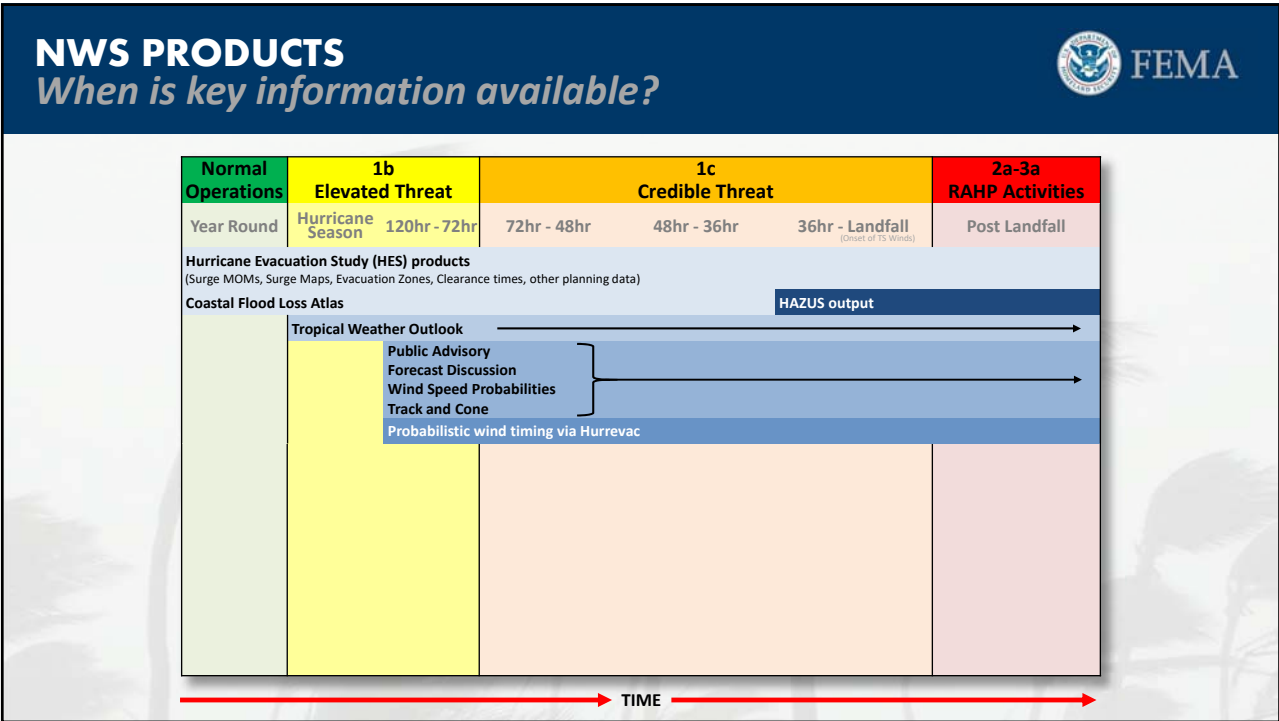 NWS PRODUCTS
When is key information available?
U.S. DEPARTMENT OF
HOMELAND SECURITY
FEMA
Normal
Operations
1b
Elevated Threat
1c
Credible Threat
2a-3a
RAHP Activities
Year Round
Hurricane
Season
120hr - 72hr
72hr - 48hr
48hr - 36hr
36hr - Landfall
(Onset of TS Winds)
Post Landfall
Hurricane Evacuation Study (HES) products
(Surge MOMs, Surge Maps, Evacuation Zones, Clearance times, other planning data)
Coastal Flood Loss Atlas
HAZUS output
Tropical Weather Outlook
Public Advisory
Forecast Discussion
Wind Speed Probabilities
Track and Cone
Probabilistic wind timing via Hurrevac
TIME